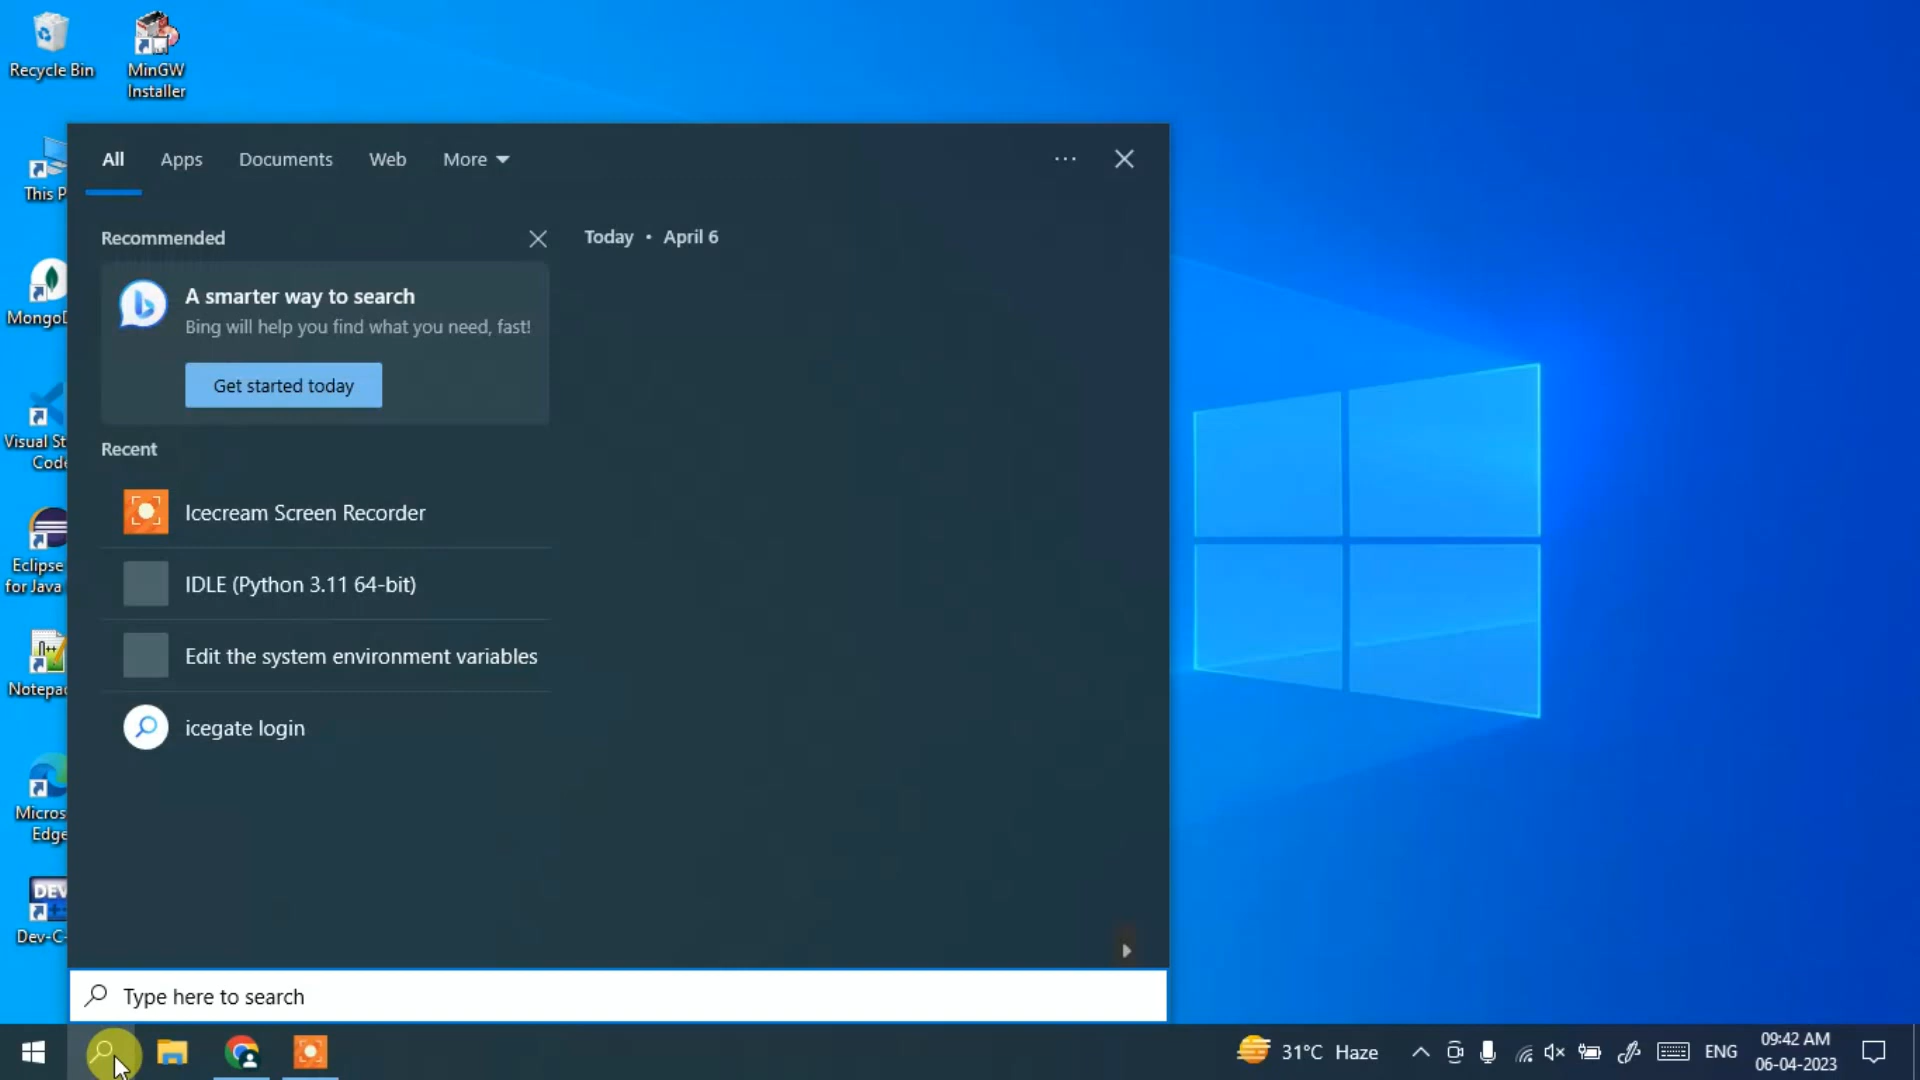 Recycle Bin
MinGW
Installer
This P
MongoD
Visual St
Code
Eclipse
for Java
Notepad
Micros
Edge
DEV
Dev-C-
All
Apps
Documents
Web
More
Recommended
A smarter way to search
Bing will help you find what you need, fast!
Get started today
Recent
Icecream Screen Recorder
IDLE (Python 3.11 64-bit)
Edit the system environment variables
icegate login
Today • April 6
Type here to search
31°C Haze
ENG
09:42 AM
06-04-2023